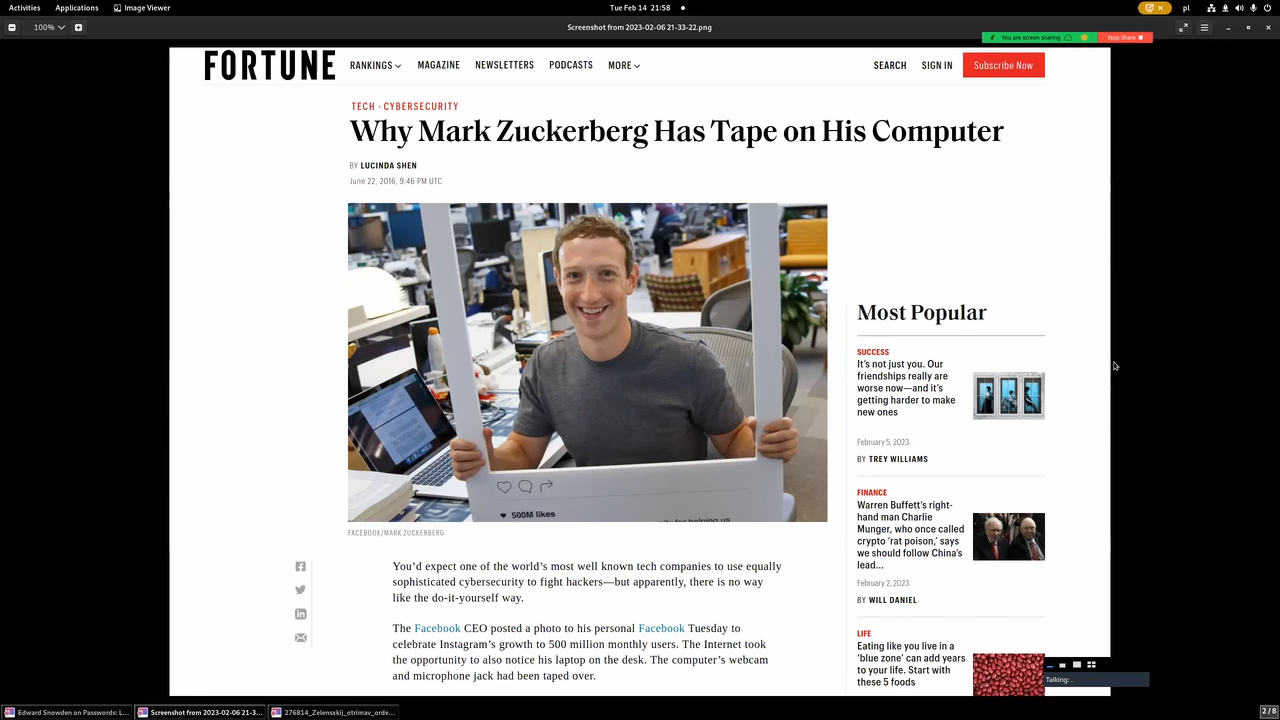 Activities Applications Image Viewer Tue Feb 14 21:58 pl
100% Screenshot from 2023-02-06 21-33-22.png
You are screen sharing Stop Share
FORTUNE RANKINGS MAGAZINE NEWSLETTERS PODCASTS MORE SEARCH SIGN IN Subscribe Now
TECH · CYBERSECURITY
Why Mark Zuckerberg Has Tape on His Computer
BY LUCINDA SHEN
June 22, 2016, 9:46 PM UTC
500M likes
FACEBOOK/MARK ZUCKERBERG
You’d expect one of the world’s most well known tech companies to use equally
sophisticated cybersecurity to fight hackers—but apparently, there is no way
like the do-it-yourself way.
The Facebook CEO posted a photo to his personal Facebook Tuesday to
celebrate Instagram’s growth to 500 million monthly users. The Internet took
the opportunity to also notice his laptop on the desk. The computer’s webcam
and microphone jack had been taped over.
Most Popular
SUCCESS
It’s not just you. Our
friendships really are
worse now—and it’s
getting harder to make
new ones
February 5, 2023
BY TREY WILLIAMS
FINANCE
Warren Buffett’s right-
hand man Charlie
Munger, who once called
crypto ‘rat poison,’ says
we should follow China’s
lead...
February 2, 2023
BY WILL DANIEL
LIFE
Eating like you live in a
‘blue zone’ can add years
to your life. Start with
these 5 foods
Talking: .
Edward Snowden on Passwords: L... Screenshot from 2023-02-06 21-3... 276814_Zelensxkij_otrimav_orde... 2/8